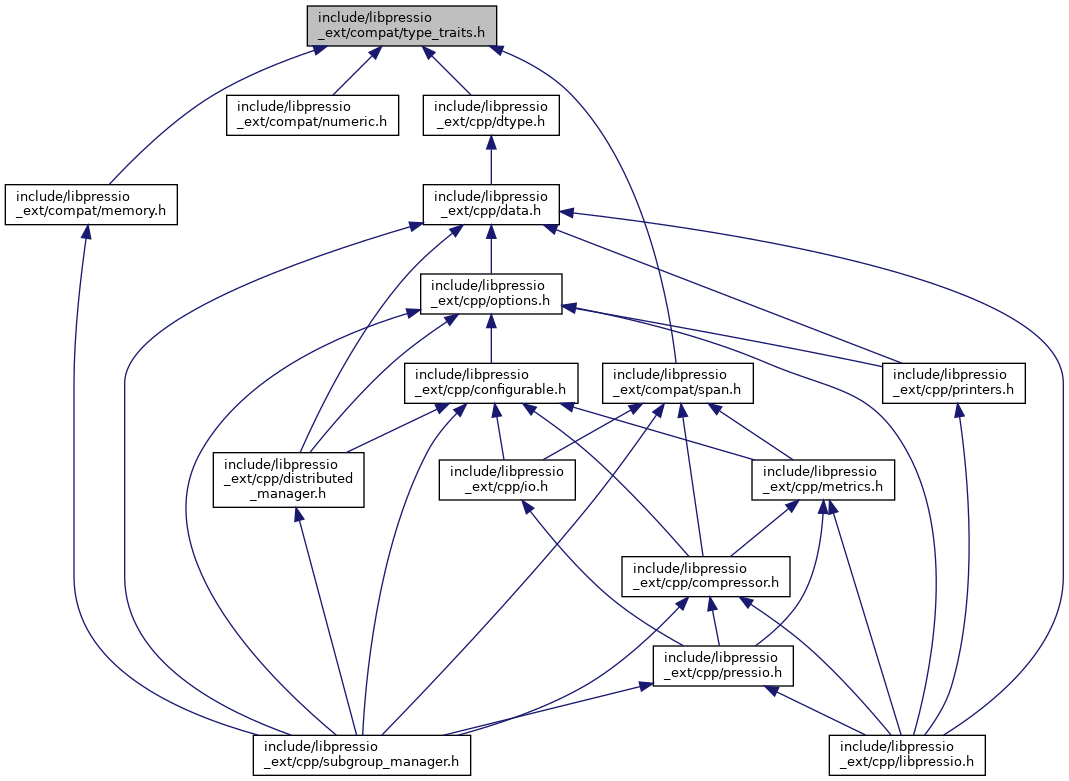 include/libpressio
_ext/compat/type_traits.h
include/libpressio
_ext/compat/numeric.h
include/libpressio
_ext/cpp/dtype.h
include/libpressio
_ext/compat/memory.h
include/libpressio
_ext/cpp/data.h
include/libpressio
_ext/cpp/options.h
include/libpressio
_ext/cpp/configurable.h
include/libpressio
_ext/compat/span.h
include/libpressio
_ext/cpp/printers.h
include/libpressio
_ext/cpp/distributed
_manager.h
include/libpressio
_ext/cpp/io.h
include/libpressio
_ext/cpp/metrics.h
include/libpressio
_ext/cpp/compressor.h
include/libpressio
_ext/cpp/pressio.h
include/libpressio
_ext/cpp/subgroup_manager.h
include/libpressio
_ext/cpp/libpressio.h